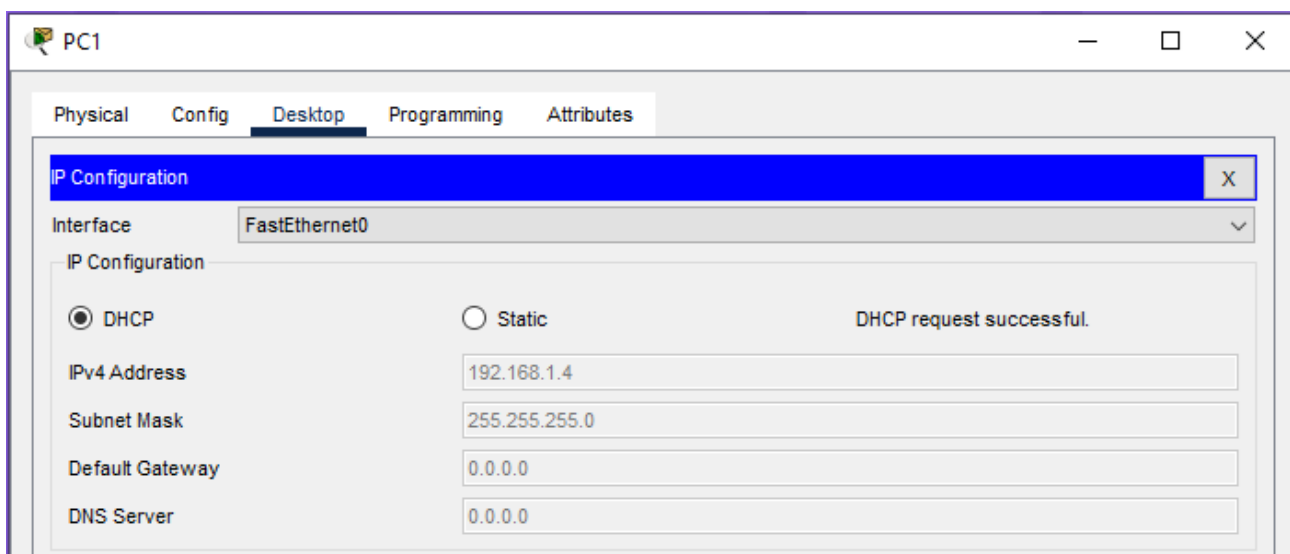 PC1
Physical Config Desktop Programming Attributes
IP Configuration X
Interface FastEthernet0
IP Configuration
DHCP Static DHCP request successful.
IPv4 Address 192.168.1.4
Subnet Mask 255.255.255.0
Default Gateway 0.0.0.0
DNS Server 0.0.0.0